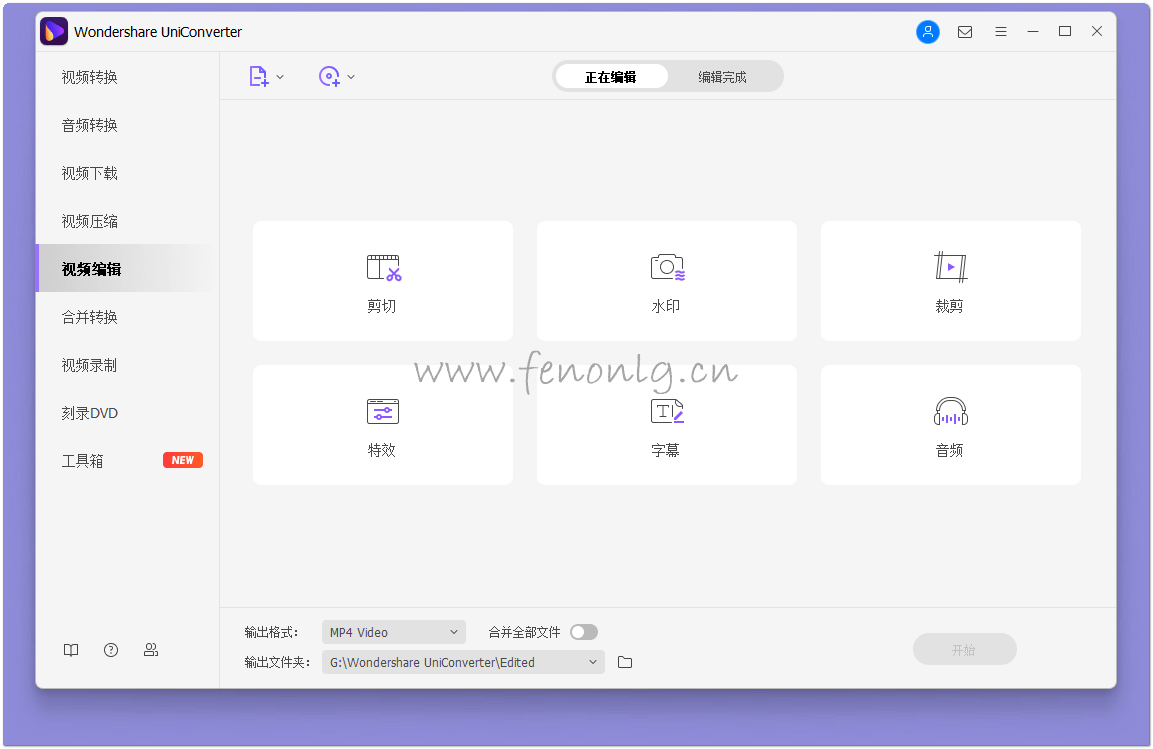 Wondershare UniConverter
视频转换
音频转换
视频下载
视频压缩
视频编辑
合并转换
视频录制
刻录DVD
工具箱 NEW
正在编辑 编辑完成
剪切 水印 裁剪
www.fenonlg.cn
特效 字幕 音频
输出格式： MP4 Video 合并全部文件
输出文件夹： G:\Wondershare UniConverter\Edited
开始